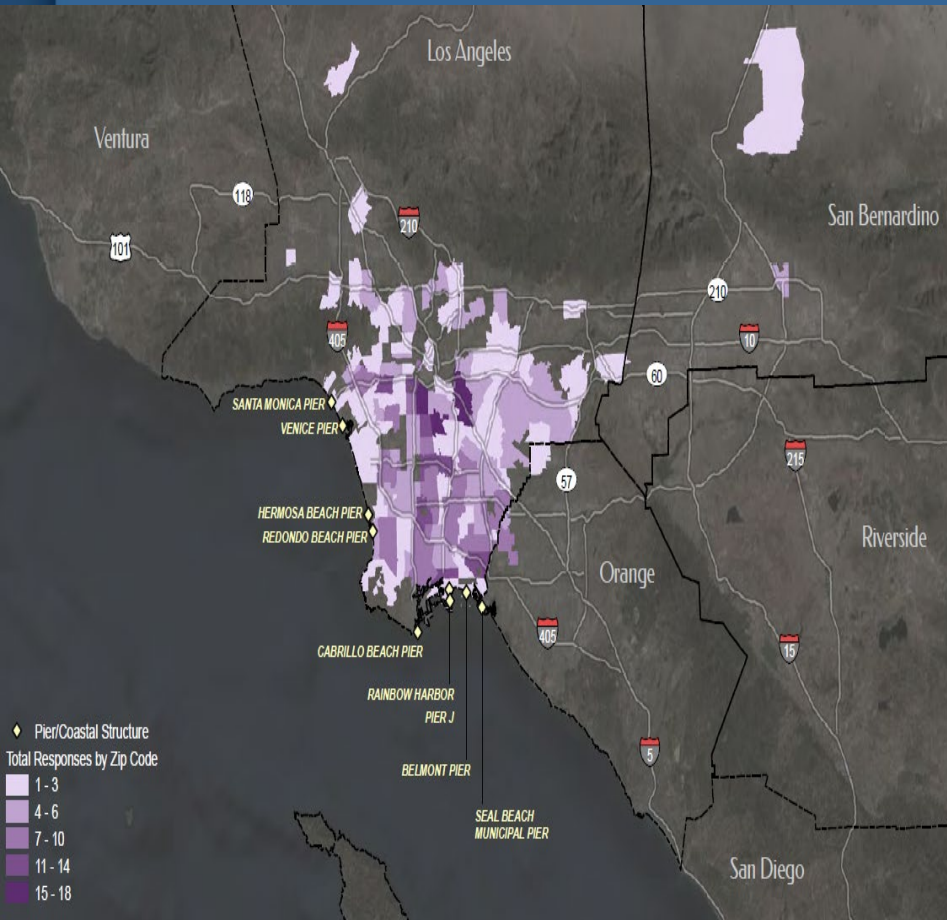 Los Angeles
Ventura
118
210
San Bernardino
101
210
405
10
60
SANTA MONICA PIER
VENICE PIER
215
57
HERMOSA BEACH PIER
REDONDO BEACH PIER
Riverside
Orange
405
15
CABRILLO BEACH PIER
RAINBOW HARBOR
PIER J
5
BELMONT PIER
SEAL BEACH
MUNICIPAL PIER
San Diego
Pier/Coastal Structure
Total Responses by Zip Code
1 - 3
4 - 6
7 - 10
11 - 14
15 - 18